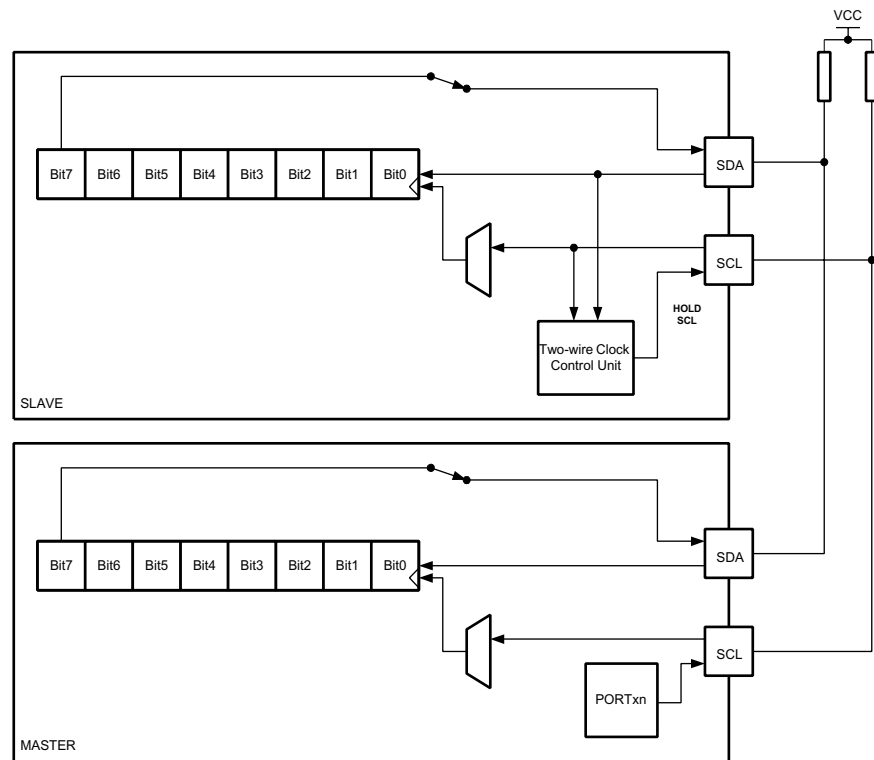 VCC
Bit7 Bit6 Bit5 Bit4 Bit3 Bit2 Bit1 Bit0
SDA
SCL
HOLD
SCL
Two-wire Clock
Control Unit
SLAVE
Bit7 Bit6 Bit5 Bit4 Bit3 Bit2 Bit1 Bit0
SDA
SCL
PORTxn
MASTER